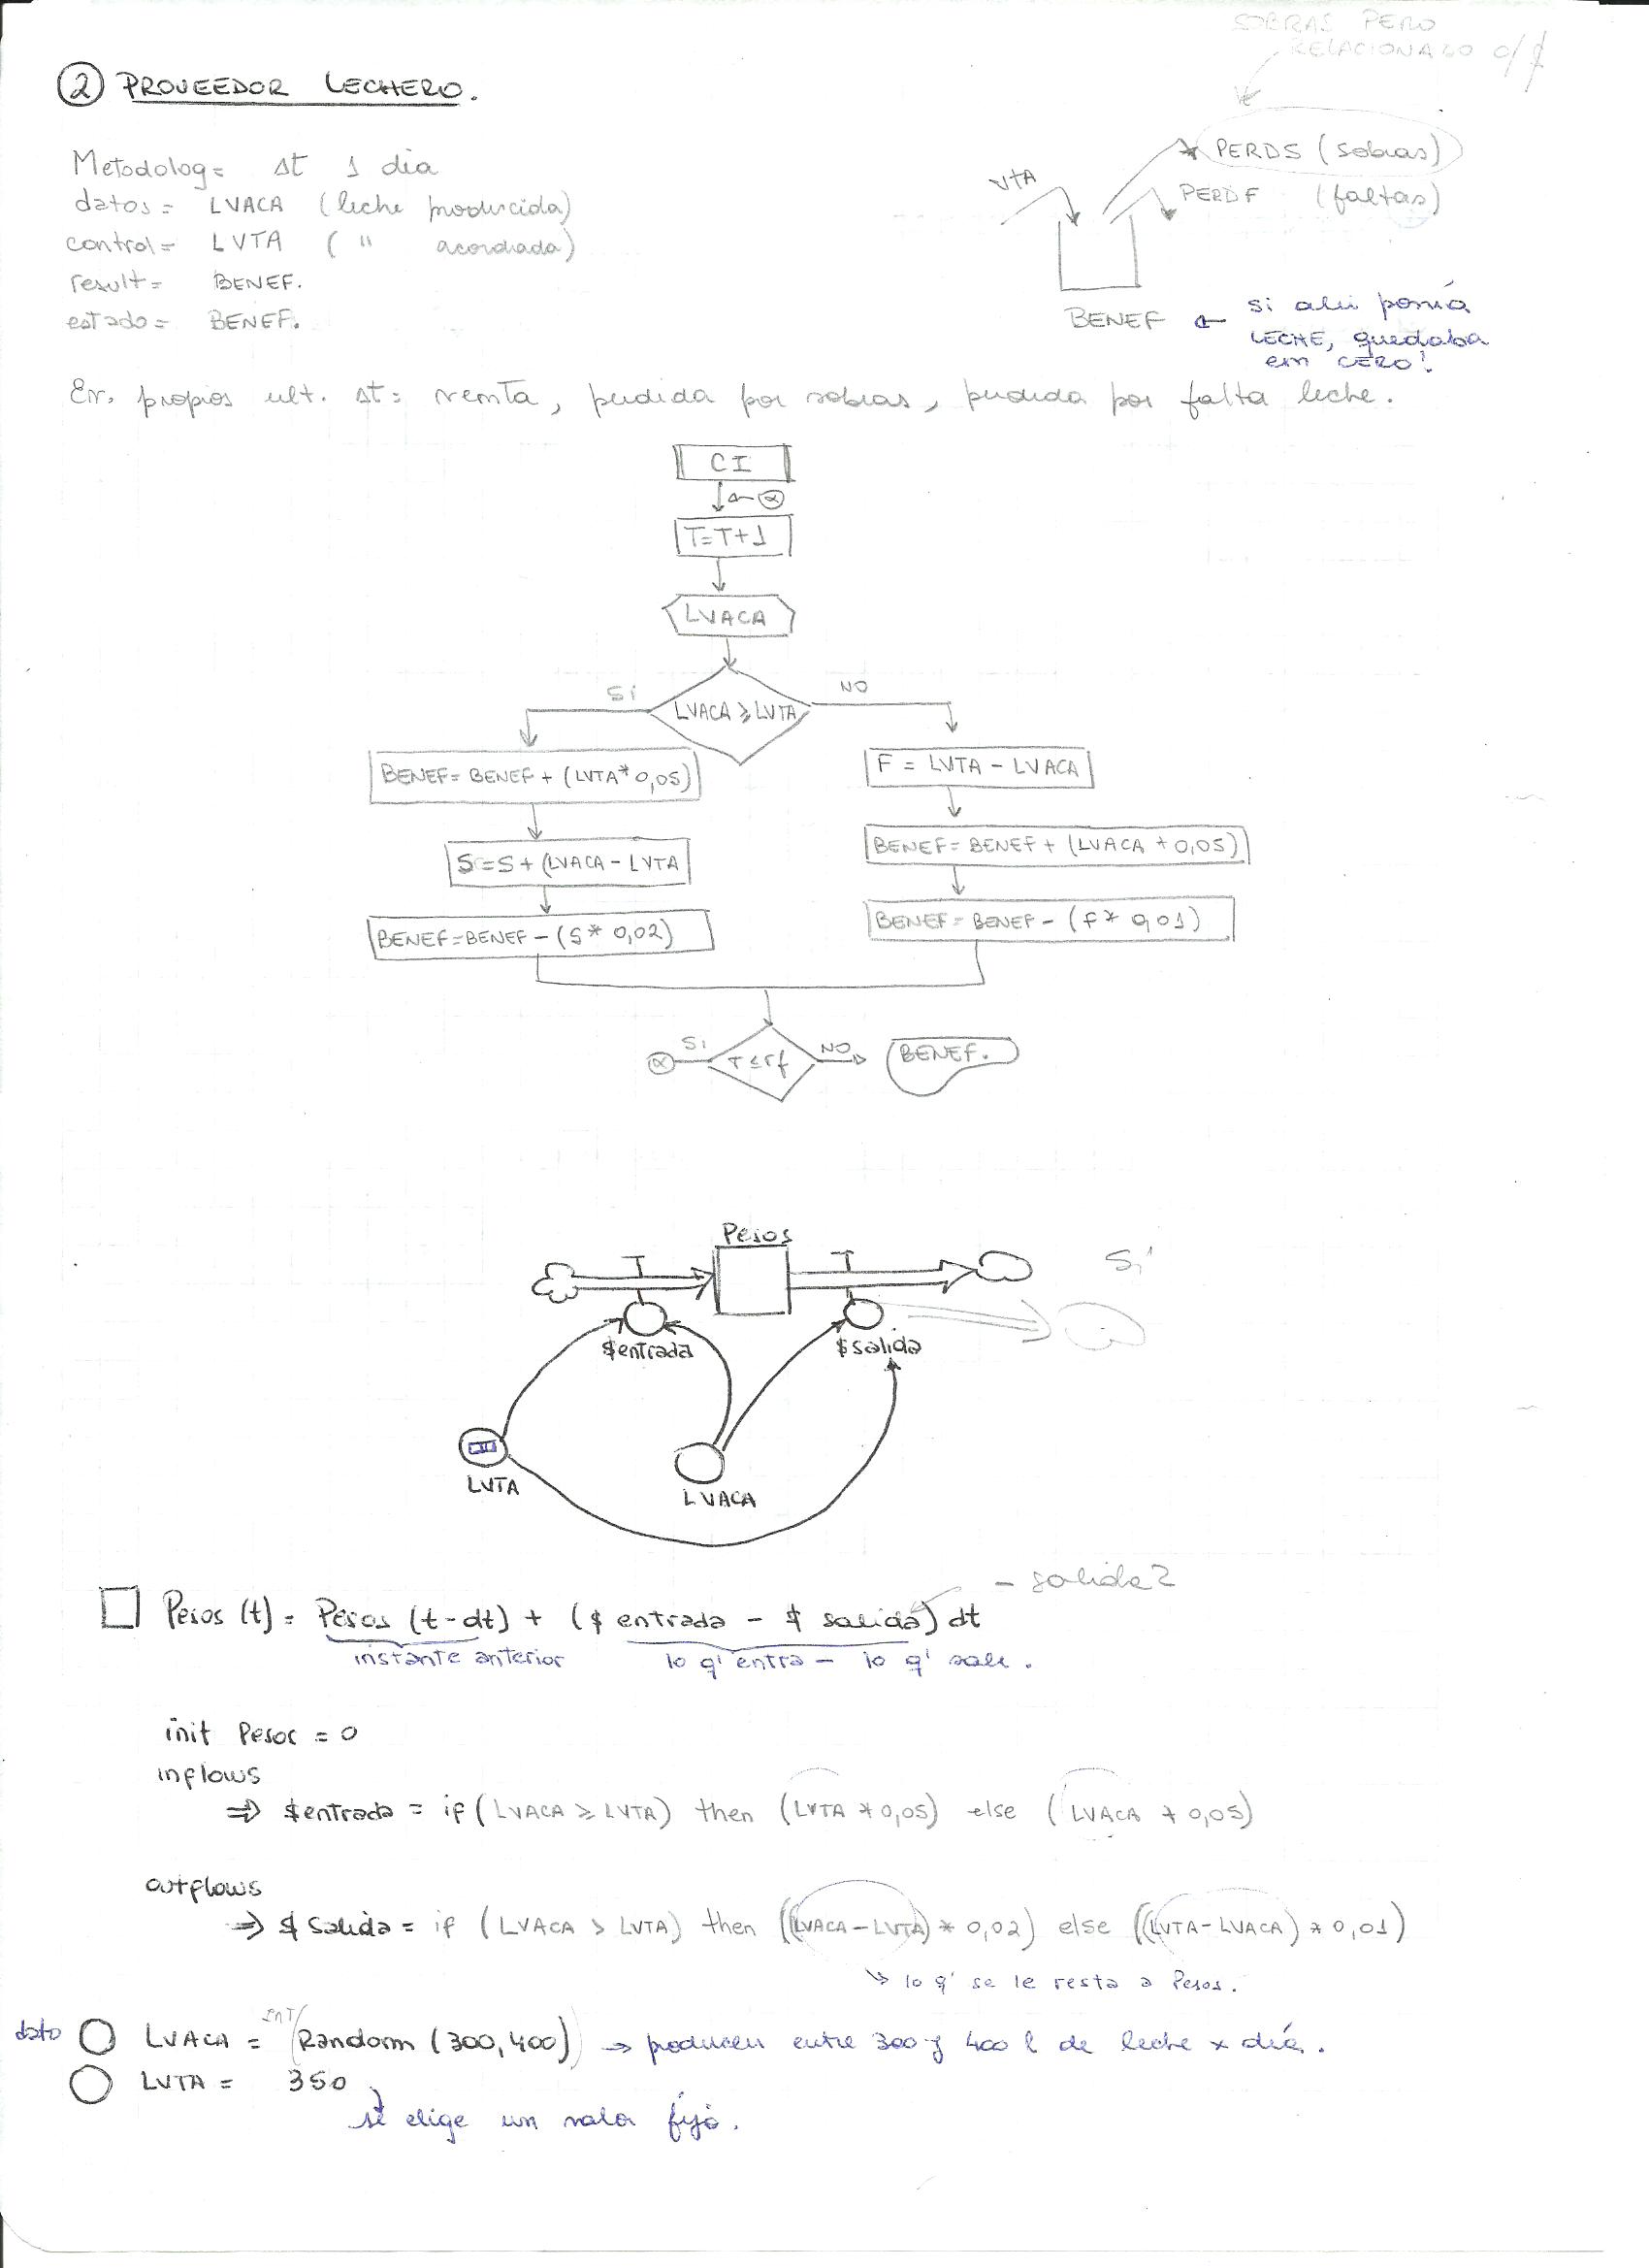 SOBRAS PERO
RELACIONADO c/$
② PROVEEDOR LECHERO.
Metodolog= Δt 1 dia
datos= LVACA (leche producida)
control= LVTA ( " acordada)
result= BENEF.
estado= BENEF.
VTA
PERDS (sobras)
PERDF (faltas)
BENEF ← si ahi ponía
LECHE, quedaba
en CERO!
Ev. propios ult. Δt: venta, perdida por sobras, perdida por falta leche.
CI
α
T=T+1
LVACA
Si
LVACA ≥ LVTA
NO
BENEF= BENEF + (LVTA*0,05)
F = LVTA - LVACA
S=S+(LVACA - LVTA
BENEF= BENEF + (LVACA * 0,05)
BENEF=BENEF-(S* 0,02)
BENEF= BENEF - (F* 0,01)
α
Si
T≤Tf
NO
BENEF.
Pesos
Si
$entrada
$salida
LVTA
LVACA
- salida2
Pesos (t) = Pesos (t-dt) + ($ entrada - $ salida) dt
instante anterior
lo q' entra - lo q' sale.
init Pesos = 0
inflows
⇒ $entrada = if (LVACA ≥ LVTA) then (LVTA * 0,05) else (LVACA * 0,05)
outflows
⇒ $ Salida = if (LVACA > LVTA) then ((LVACA-LVTA) * 0,02) else ((LVTA-LVACA) * 0,01)
↘ lo q' se le resta a Pesos.
dato LVACA = INT(Random (300,400)) → producen entre 300 y 400 l de leche x día.
LVTA = 350
se elige un valor fijo.